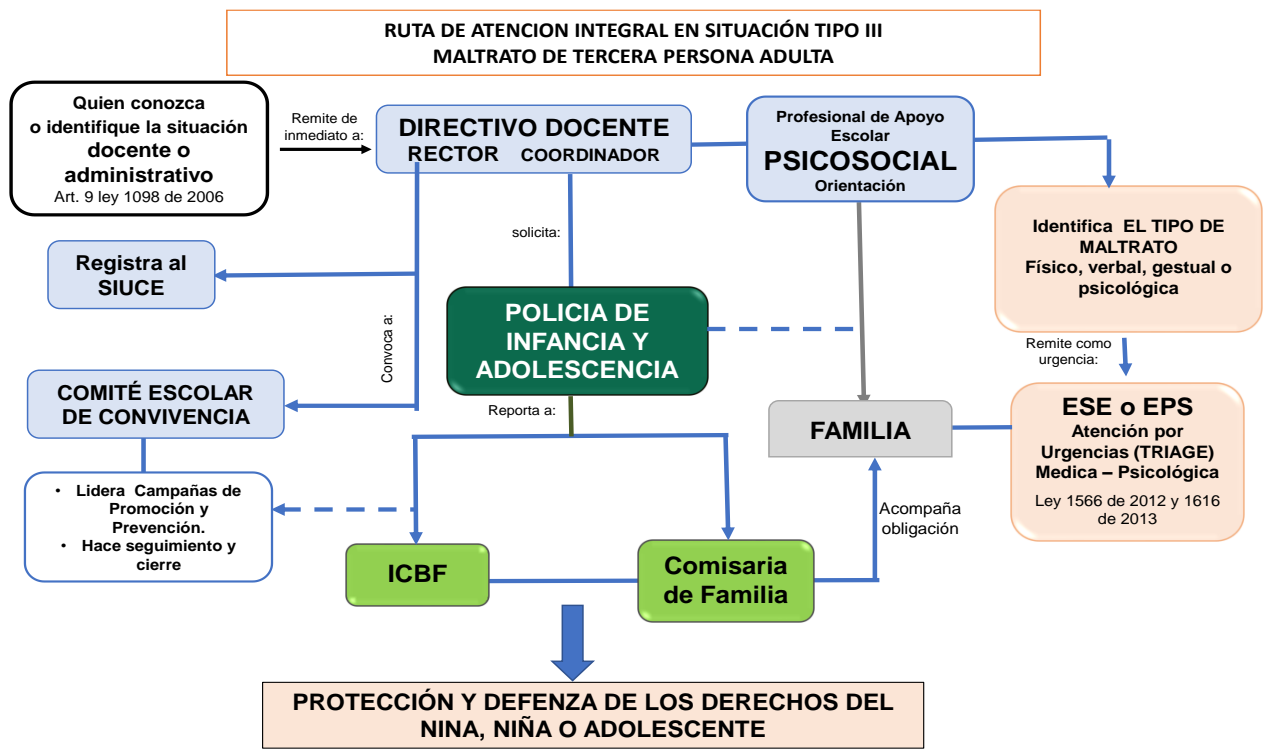 RUTA DE ATENCION INTEGRAL EN SITUACIÓN TIPO III
MALTRATO DE TERCERA PERSONA ADULTA
Quien conozca
o identifique la situación
docente o
administrativo
Art. 9 ley 1098 de 2006
Remite de
inmediato a:
DIRECTIVO DOCENTE
RECTOR COORDINADOR
Profesional de Apoyo
Escolar
PSICOSOCIAL
Orientación
Identifica EL TIPO DE
MALTRATO
Físico, verbal, gestual o
psicológica
solicita:
Registra al
SIUCE
Convoca a:
POLICIA DE
INFANCIA Y
ADOLESCENCIA
Remite como
urgencia:
COMITÉ ESCOLAR
DE CONVIVENCIA
Reporta a:
FAMILIA
ESE o EPS
Atención por
Urgencias (TRIAGE)
Medica – Psicológica
Ley 1566 de 2012 y 1616
de 2013
• Lidera Campañas de
Promoción y
Prevención.
• Hace seguimiento y
cierre
Acompaña
obligación
ICBF
Comisaria
de Familia
PROTECCIÓN Y DEFENZA DE LOS DERECHOS DEL
NINA, NIÑA O ADOLESCENTE